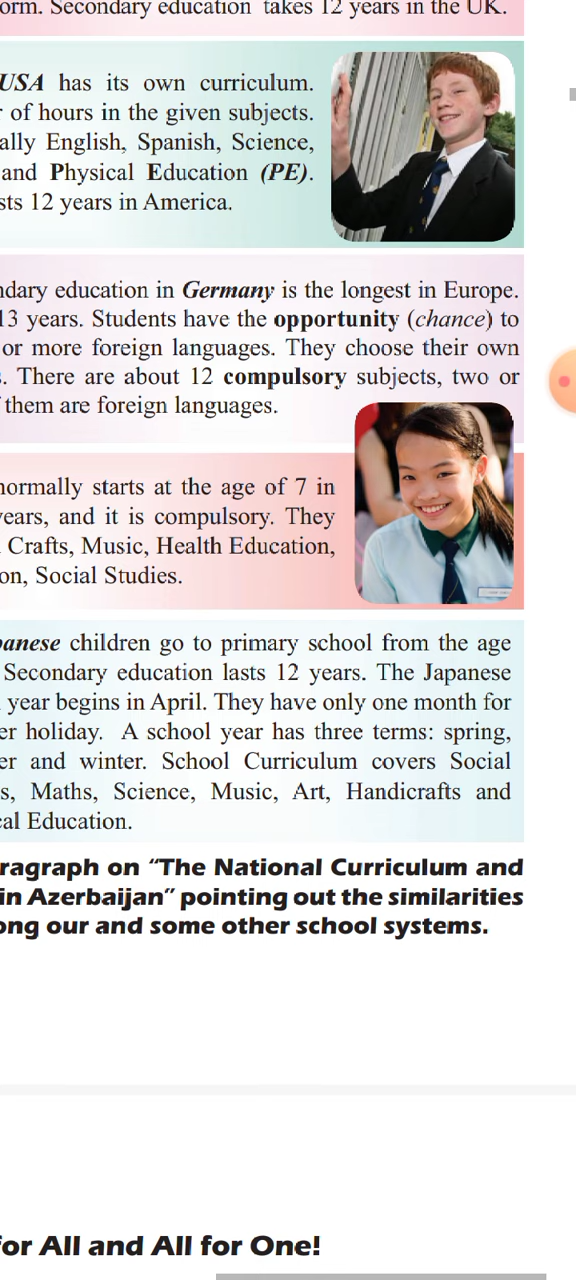 orm. Secondary education takes 12 years in the UK.
USA has its own curriculum.
r of hours in the given subjects.
ally English, Spanish, Science,
and Physical Education (PE).
sts 12 years in America.
ndary education in Germany is the longest in Europe.
13 years. Students have the opportunity (chance) to
or more foreign languages. They choose their own
s. There are about 12 compulsory subjects, two or
f them are foreign languages.
normally starts at the age of 7 in
years, and it is compulsory. They
l Crafts, Music, Health Education,
on, Social Studies.
panese children go to primary school from the age
Secondary education lasts 12 years. The Japanese
l year begins in April. They have only one month for
er holiday. A school year has three terms: spring,
er and winter. School Curriculum covers Social
s, Maths, Science, Music, Art, Handicrafts and
cal Education.
aragraph on “The National Curriculum and
in Azerbaijan” pointing out the similarities
ong our and some other school systems.
for All and All for One!